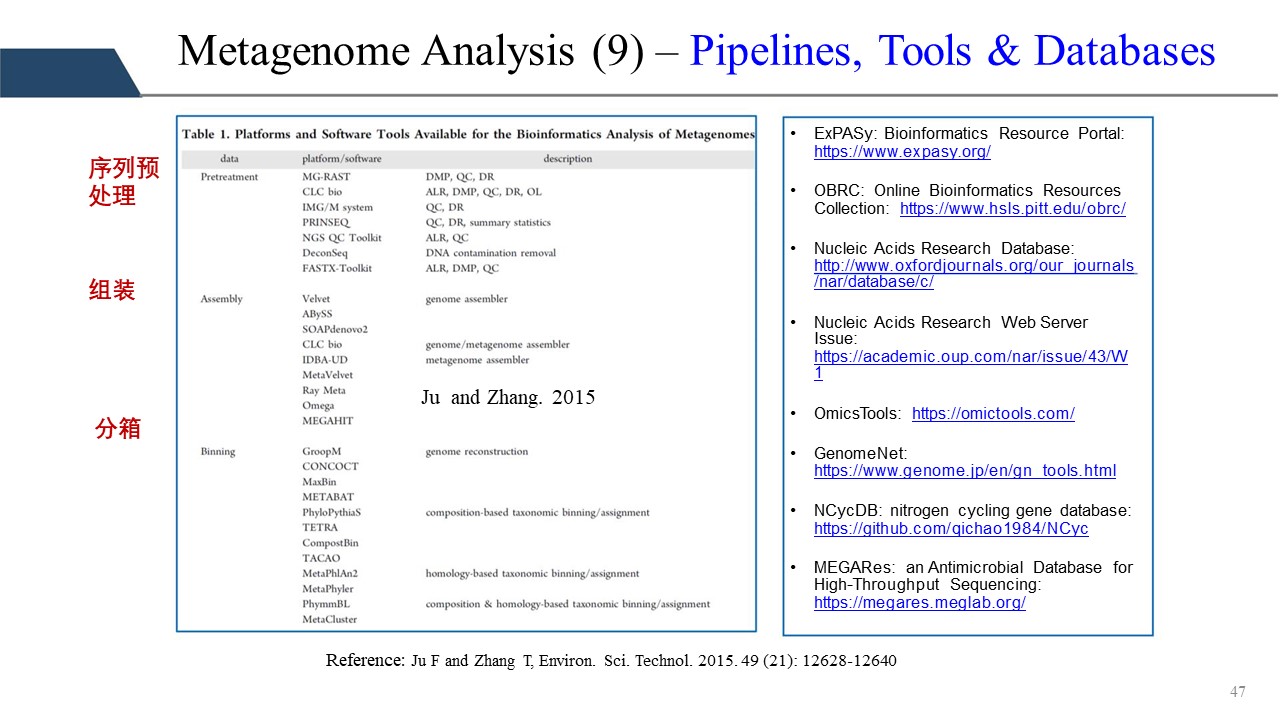 Metagenome Analysis (9) – Pipelines, Tools & Databases
序列预
处理
组装
分箱
Table 1. Platforms and Software Tools Available for the Bioinformatics Analysis of Metagenomes
data platform/software description
Pretreatment MG-RAST DMP, QC, DR
CLC bio ALR, DMP, QC, DR, OL
IMG/M system QC, DR
PRINSEQ QC, DR, summary statistics
NGS QC Toolkit ALR, QC
DeconSeq DNA contamination removal
FASTX-Toolkit ALR, DMP, QC
Assembly Velvet genome assembler
ABySS
SOAPdenovo2
CLC bio genome/metagenome assembler
IDBA-UD metagenome assembler
MetaVelvet
Ray Meta
Omega
MEGAHIT
Ju and Zhang. 2015
Binning GroopM genome reconstruction
CONCOCT
MaxBin
METABAT
PhyloPythiaS composition-based taxonomic binning/assignment
TETRA
CompostBin
TACAO
MetaPhlAn2 homology-based taxonomic binning/assignment
MetaPhyler
PhymmBL composition & homology-based taxonomic binning/assignment
MetaCluster
• ExPASy: Bioinformatics Resource Portal:
https://www.expasy.org/
• OBRC: Online Bioinformatics Resources
Collection: https://www.hsls.pitt.edu/obrc/
• Nucleic Acids Research Database:
http://www.oxfordjournals.org/our_journals
/nar/database/c/
• Nucleic Acids Research Web Server
Issue:
https://academic.oup.com/nar/issue/43/W
1
• OmicsTools: https://omictools.com/
• GenomeNet:
https://www.genome.jp/en/gn_tools.html
• NCycDB: nitrogen cycling gene database:
https://github.com/qichao1984/NCyc
• MEGARes: an Antimicrobial Database for
High-Throughput Sequencing:
https://megares.meglab.org/
Reference: Ju F and Zhang T, Environ. Sci. Technol. 2015. 49 (21): 12628-12640
47